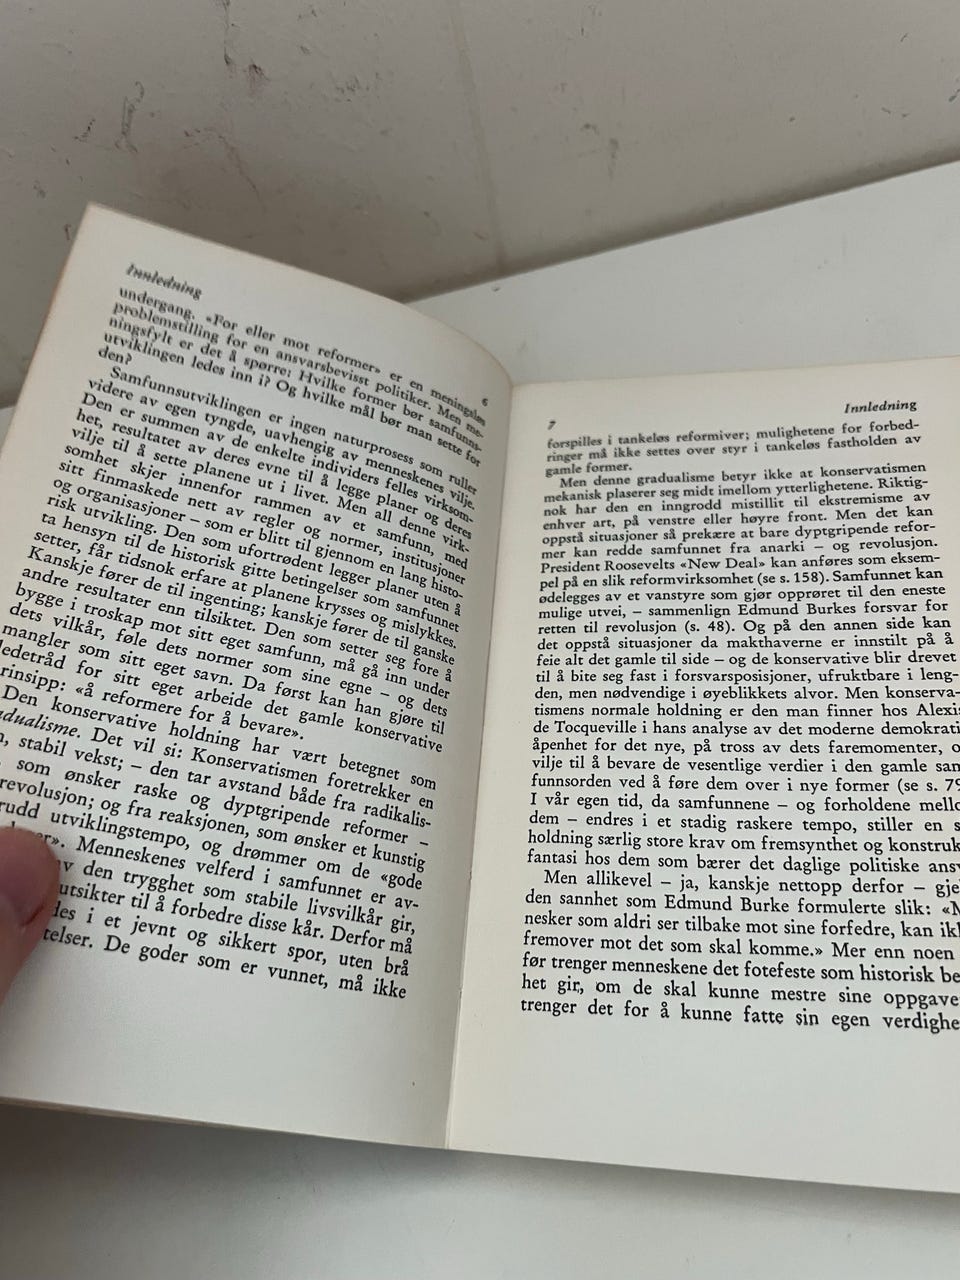 Innledning
6
undergang. «For eller mot reformer» er en meningsløs
problemstilling for en ansvarsbevisst politiker. Men me-
ningsfylt er det å spørre: Hvilke former bør samfunns-
utviklingen ledes inn i? Og hvilke mål bør man sette for
den?
Samfunnsutviklingen er ingen naturprosess som ruller
videre av egen tyngde, uavhengig av menneskenes vilje.
Den er summen av de enkelte individers felles virksom-
het, resultatet av deres evne til å legge planer og deres
vilje til å sette planene ut i livet. Men all denne virk-
somhet skjer innenfor rammen av et samfunn, med
sitt finmaskede nett av regler og normer, institusjoner
og organisasjoner – som er blitt til gjennom en lang histo-
risk utvikling. Den som ufortrødent legger planer uten å
ta hensyn til de historisk gitte betingelser som samfunnet
setter, får tidsnok erfare at planene krysses og mislykkes.
Kanskje fører de til ingenting; kanskje fører de til ganske
andre resultater enn tilsiktet. Den som setter seg fore å
bygge i troskap mot sitt eget samfunn, må gå inn under
dets vilkår, føle dets normer som sine egne – og dets
mangler som sitt eget savn. Da først kan han gjøre til
ledetråd for sitt eget arbeide det gamle konservative
rinsipp: «å reformere for å bevare».
Den konservative holdning har vært betegnet som
adualisme. Det vil si: Konservatismen foretrekker en
stabil vekst; – den tar avstand både fra radikalis-
som ønsker raske og dyptgripende reformer –
revolusjon; og fra reaksjonen, som ønsker et kunstig
rudd utviklingstempo, og drømmer om de «gode
er». Menneskenes velferd i samfunnet er av-
v den trygghet som stabile livsvilkår gir,
utsikter til å forbedre disse kår. Derfor må
des i et jevnt og sikkert spor, uten brå
telser. De goder som er vunnet, må ikke
7
Innledning
forspilles i tankeløs reformiver; mulighetene for forbed-
ringer må ikke settes over styr i tankeløs fastholden av
gamle former.
Men denne gradualisme betyr ikke at konservatismen
mekanisk plaserer seg midt imellom ytterlighetene. Riktig-
nok har den en inngrodd mistillit til ekstremisme av
enhver art, på venstre eller høyre front. Men det kan
oppstå situasjoner så prekære at bare dyptgripende refor-
mer kan redde samfunnet fra anarki – og revolusjon.
President Roosevelts «New Deal» kan anføres som eksem-
pel på en slik reformvirksomhet (se s. 158). Samfunnet kan
ødelegges av et vanstyre som gjør opprøret til den eneste
mulige utvei, – sammenlign Edmund Burkes forsvar for
retten til revolusjon (s. 48). Og på den annen side kan
det oppstå situasjoner da makthaverne er innstilt på å
feie alt det gamle til side – og de konservative blir drevet
til å bite seg fast i forsvarsposisjoner, ufruktbare i leng-
den, men nødvendige i øyeblikkets alvor. Men konserva-
tismens normale holdning er den man finner hos Alexis
de Tocqueville i hans analyse av det moderne demokrati
åpenhet for det nye, på tross av dets faremomenter, o
vilje til å bevare de vesentlige verdier i den gamle sam
funnsorden ved å føre dem over i nye former (se s. 79
I vår egen tid, da samfunnene – og forholdene mello
dem – endres i et stadig raskere tempo, stiller en s
holdning særlig store krav om fremsynthet og konstruk
fantasi hos dem som bærer det daglige politiske ansv
Men allikevel – ja, kanskje nettopp derfor – gje
den sannhet som Edmund Burke formulerte slik: «M
nesker som aldri ser tilbake mot sine forfedre, kan ikk
fremover mot det som skal komme.» Mer enn noen
før trenger menneskene det fotefeste som historisk be
het gir, om de skal kunne mestre sine oppgave
trenger det for å kunne fatte sin egen verdighe